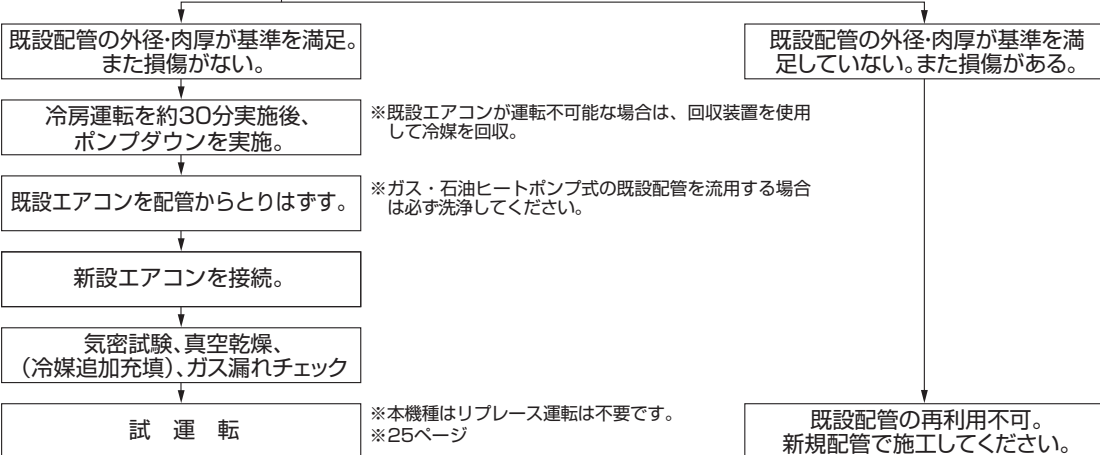 既設配管の外径・肉厚が基準を満足。
また損傷がない。
既設配管の外径・肉厚が基準を満
足していない。また損傷がある。
冷房運転を約30分実施後、
ポンプダウンを実施。
※既設エアコンが運転不可能な場合は、回収装置を使用
して冷媒を回収。
既設エアコンを配管からとりはずす。
※ガス・石油ヒートポンプ式の既設配管を流用する場合
は必ず洗浄してください。
新設エアコンを接続。
気密試験、真空乾燥、
(冷媒追加充填)、ガス漏れチェック
試　運　転
※本機種はリプレース運転は不要です。
※25ページ
既設配管の再利用不可。
新規配管で施工してください。